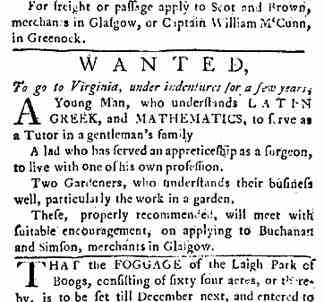 For freight or paſſage apply to Scot and Brown,
merchants in Glaſgow, or Captain William M'Cunn,
in Greenock.
WANTED,
To go to Virginia, under indentures for a few years,
A Young Man, who underſtands LATIN
GREEK, and MATHEMATICS, to ſerve as
a Tutor in a gentleman's family
A lad who has ſerved an apprenticeſhip as a ſurgeon,
to live with one of his own profeſſion.
Two Gardeners, who underſtands their buſineſs
well, particularly the work in a garden.
Theſe, properly recommended, will meet with
ſuitable encouragement, on applying to Buchanan
and Simſon, merchants in Glaſgow.
THAT the FOGGAGE of the Laigh Park of
Boogs, conſiſting of ſixty four acres, or there-
by, is to be ſet till December next, and entered to